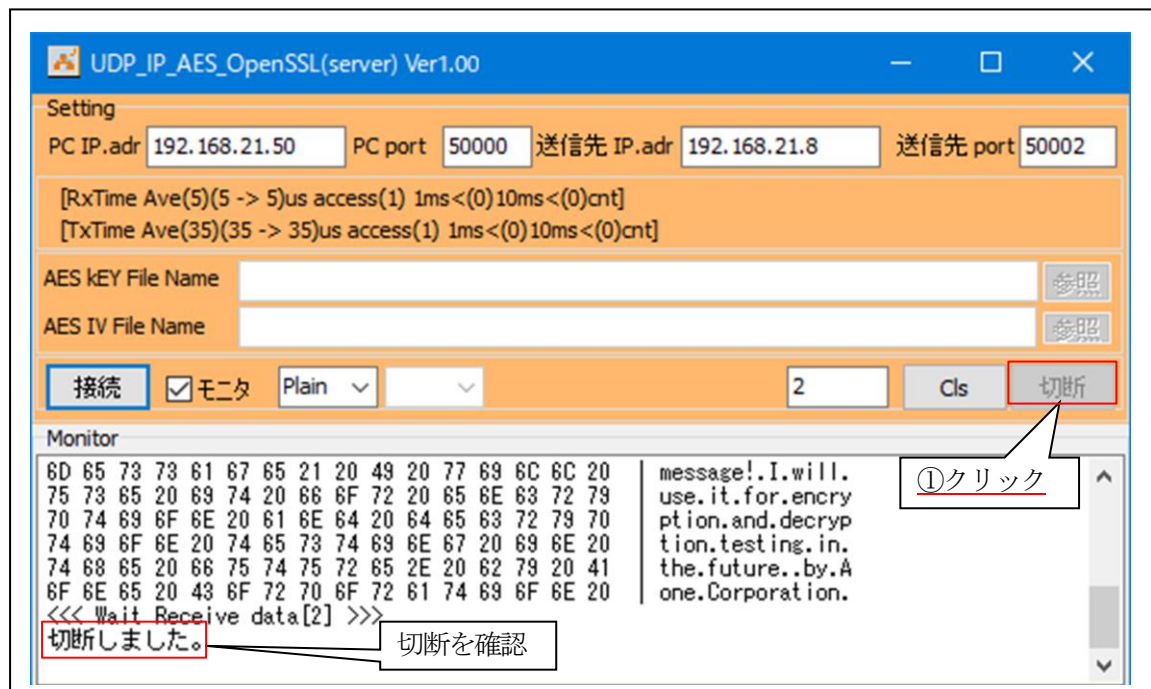 UDP_IP_AES_OpenSSL(server) Ver1.00
Setting
PC IP.adr 192.168.21.50 PC port 50000 送信先 IP.adr 192.168.21.8 送信先 port 50002
[RxTime Ave(5)(5 -> 5)us access(1) 1ms<(0)10ms<(0)cnt]
[TxTime Ave(35)(35 -> 35)us access(1) 1ms<(0)10ms<(0)cnt]
AES kEY File Name 参照
AES IV File Name 参照
接続 モニタ Plain 2 Cls 切断
Monitor
6D 65 73 73 61 67 65 21 20 49 20 77 69 6C 6C 20 | message!.I.will.
75 73 65 20 69 74 20 66 6F 72 20 65 6E 63 72 79 | use.it.for.encry
70 74 69 6F 6E 20 61 6E 64 20 64 65 63 72 79 70 | ption.and.decryp
74 69 6F 6E 20 74 65 73 74 69 6E 67 20 69 6E 20 | tion.testing.in.
74 68 65 20 66 75 74 75 72 65 2E 20 62 79 20 41 | the.future..by.A
6F 6E 65 20 43 6F 72 70 6F 72 61 74 69 6F 6E 20 | one.Corporation.
<<< Wait Receive data[2] >>>
切断しました。
①クリック
切断を確認